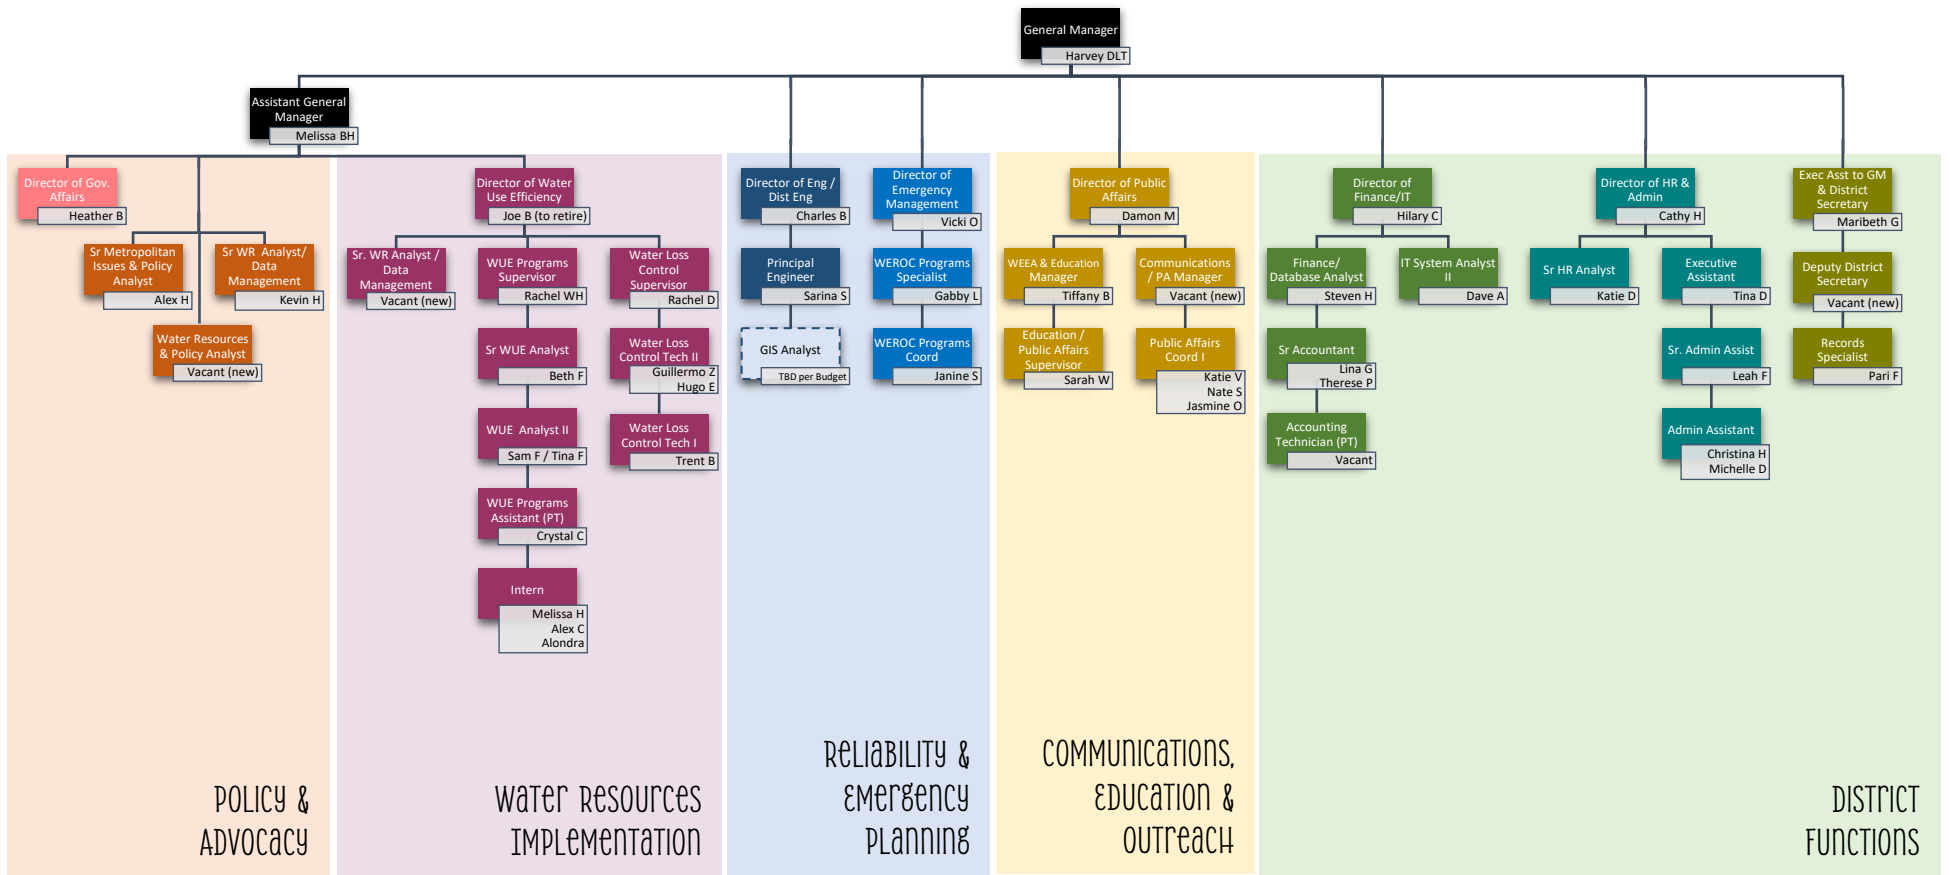 General Manager
Harvey DLT
Assistant General
Manager
Melissa BH
Director of Gov.
Affairs
Heather B
Sr Metropolitan
Issues & Policy
Analyst
Alex H
Sr WR Analyst/
Data
Management
Kevin H
Water Resources
& Policy Analyst
Vacant (new)
POLICY &
ADVOCACY
Director of Water
Use Efficiency
Joe B (to retire)
Sr. WR Analyst /
Data
Management
Vacant (new)
WUE Programs
Supervisor
Rachel WH
Sr WUE Analyst
Beth F
WUE Analyst II
Sam F / Tina F
WUE Programs
Assistant (PT)
Crystal C
Intern
Melissa H
Alex C
Alondra
Water Loss
Control
Supervisor
Rachel D
Water Loss
Control Tech II
Guillermo Z
Hugo E
Water Loss
Control Tech I
Trent B
WATER RESOURCES
IMPLEMENTATION
Director of Eng /
Dist Eng
Charles B
Principal
Engineer
Sarina S
GIS Analyst
TBD per Budget
Director of
Emergency
Management
Vicki O
WEROC Programs
Specialist
Gabby L
WEROC Programs
Coord
Janine S
RELIABILITY &
EMERGENCY
PLANNING
Director of Public
Affairs
Damon M
WEEA & Education
Manager
Tiffany B
Education /
Public Affairs
Supervisor
Sarah W
Communications
/ PA Manager
Vacant (new)
Public Affairs
Coord I
Katie V
Nate S
Jasmine O
COMMUNICATIONS,
EDUCATION &
OUTREACH
Director of
Finance/IT
Hilary C
Finance/
Database Analyst
Steven H
Sr Accountant
Lina G
Therese P
Accounting
Technician (PT)
Vacant
IT System Analyst
II
Dave A
Director of HR &
Admin
Cathy H
Sr HR Analyst
Katie D
Executive
Assistant
Tina D
Sr. Admin Assist
Leah F
Admin Assistant
Christina H
Michelle D
Exec Asst to GM
& District
Secretary
Maribeth G
Deputy District
Secretary
Vacant (new)
Records
Specialist
Pari F
DISTRICT
FUNCTIONS